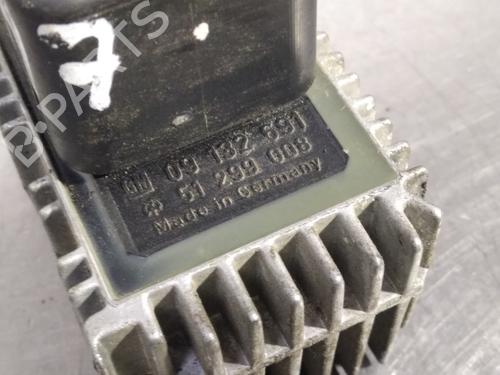 7
GM 09 132 691
51 299 008
Made in Germany
B-PARTS